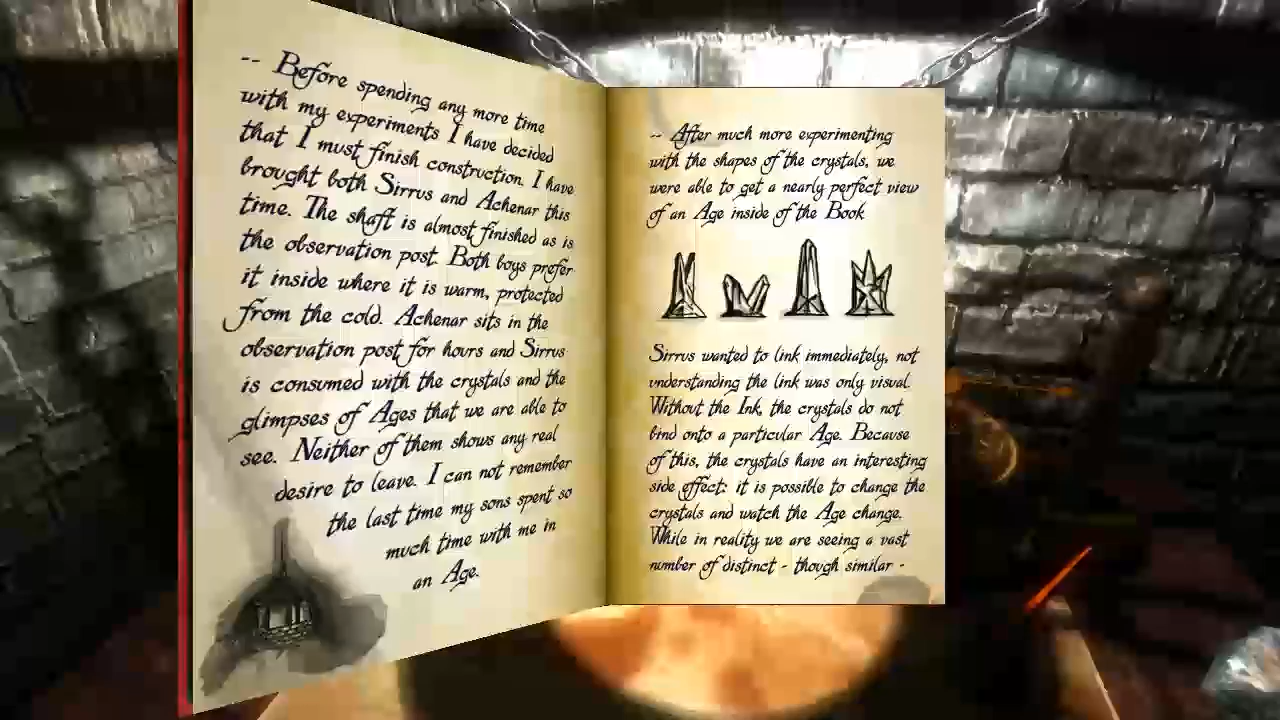 -- Before spending any more time
with my experiments I have decided
that I must finish construction. I have
brought both Sirrus and Achenar this
time. The shaft is almost finished as is
the observation post. Both boys prefer
it inside where it is warm, protected
from the cold. Achenar sits in the
observation post for hours and Sirrus
is consumed with the crystals and the
glimpses of Ages that we are able to
see. Neither of them shows any real
desire to leave. I can not remember
the last time my sons spent so
much time with me in
an Age.
-- After much more experimenting
with the shapes of the crystals, we
were able to get a nearly perfect view
of an Age inside of the Book
Sirrus wanted to link immediately, not
understanding the link was only visual.
Without the Ink, the crystals do not
bind onto a particular Age. Because
of this, the crystals have an interesting
side effect: it is possible to change the
crystals and watch the Age change.
While in reality we are seeing a vast
number of distinct - though similar -